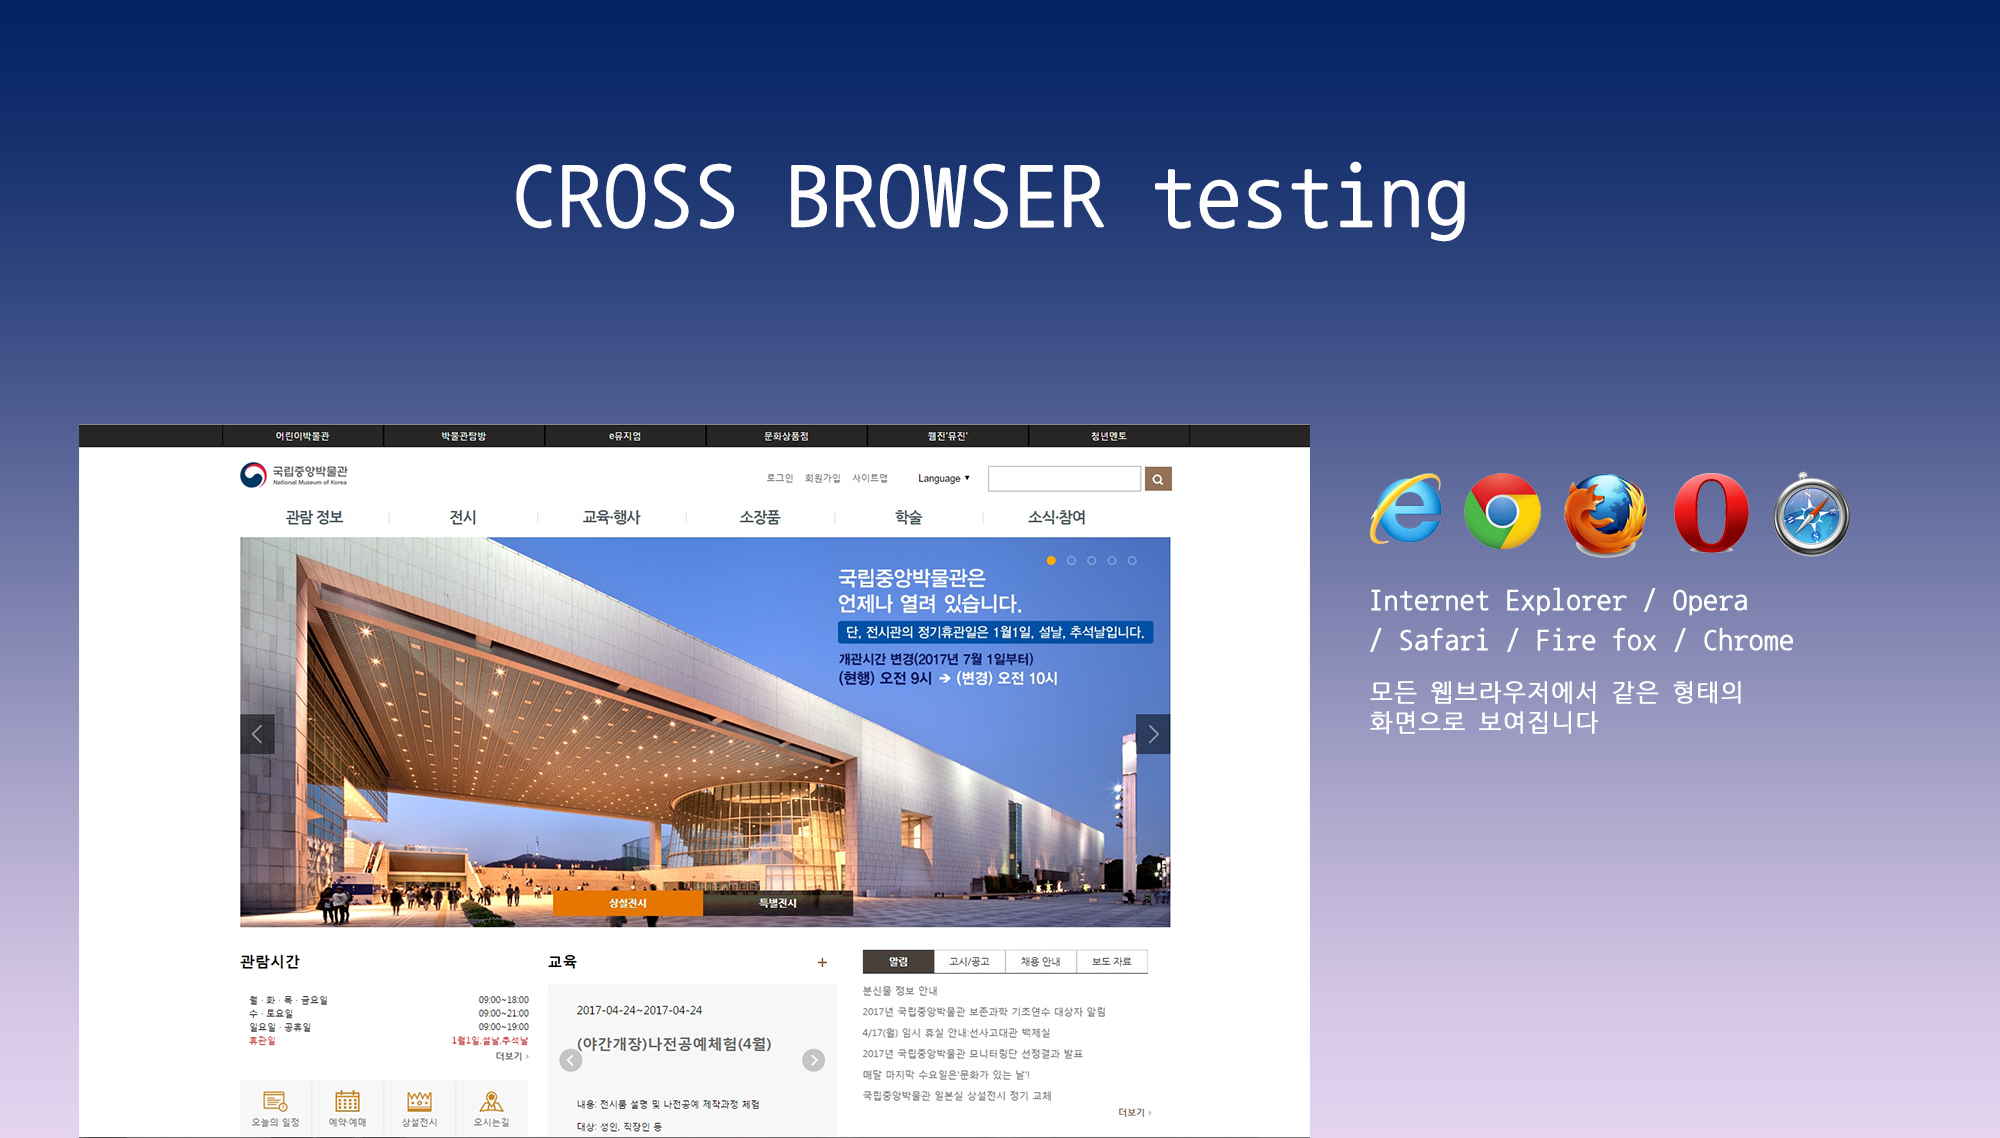 CROSS BROWSER testing
어린이박물관 박물관탐방 e뮤지엄 문화상품점 웹진'뮤진' 청년멘토
국립중앙박물관
National Museum of Korea
로그인 회원가입 사이트맵 Language ▼
관람 정보 전시 교육·행사 소장품 학술 소식·참여
국립중앙박물관은
언제나 열려 있습니다.
단, 전시관의 정기휴관일은 1월1일, 설날, 추석날입니다.
개관시간 변경(2017년 7월 1일부터)
(현행) 오전 9시 → (변경) 오전 10시
상설전시 특별전시
관람시간
월 · 화 · 목 · 금요일 09:00~18:00
수 · 토요일 09:00~21:00
일요일 · 공휴일 09:00~19:00
휴관일 1월1일,설날,추석날
더보기
오늘의 일정 예약·예매 상설전시 오시는길
교육 +
2017-04-24~2017-04-24
(야간개장)나전공예체험(4월)
내용: 전시품 설명 및 나전공예 제작과정 체험
대상: 성인, 직장인 등
알림 고시/공고 채용 안내 보도 자료
분신물 정보 안내
2017년 국립중앙박물관 보존과학 기초연수 대상자 알림
4/17(월) 임시 휴실 안내:선사고대관 백제실
2017년 국립중앙박물관 모니터링단 선정결과 발표
매달 마지막 수요일은'문화가 있는 날'!
국립중앙박물관 일본실 상설전시 정기 교체
더보기
Internet Explorer / Opera
/ Safari / Fire fox / Chrome
모든 웹브라우저에서 같은 형태의
화면으로 보여집니다